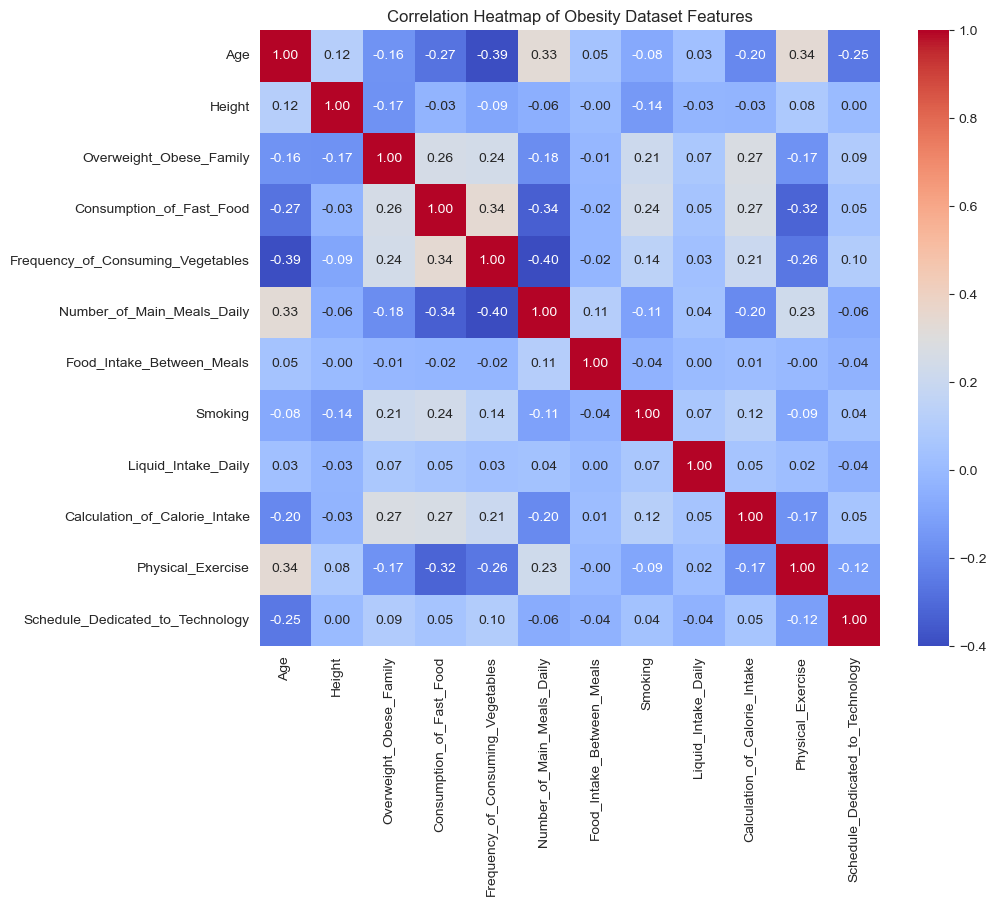 Correlation Heatmap of Obesity Dataset Features
Age 1.00 0.12 -0.16 -0.27 -0.39 0.33 0.05 -0.08 0.03 -0.20 0.34 -0.25
Height 0.12 1.00 -0.17 -0.03 -0.09 -0.06 -0.00 -0.14 -0.03 -0.03 0.08 0.00
Overweight_Obese_Family -0.16 -0.17 1.00 0.26 0.24 -0.18 -0.01 0.21 0.07 0.27 -0.17 0.09
Consumption_of_Fast_Food -0.27 -0.03 0.26 1.00 0.34 -0.34 -0.02 0.24 0.05 0.27 -0.32 0.05
Frequency_of_Consuming_Vegetables -0.39 -0.09 0.24 0.34 1.00 -0.40 -0.02 0.14 0.03 0.21 -0.26 0.10
Number_of_Main_Meals_Daily 0.33 -0.06 -0.18 -0.34 -0.40 1.00 0.11 -0.11 0.04 -0.20 0.23 -0.06
Food_Intake_Between_Meals 0.05 -0.00 -0.01 -0.02 -0.02 0.11 1.00 -0.04 0.00 0.01 -0.00 -0.04
Smoking -0.08 -0.14 0.21 0.24 0.14 -0.11 -0.04 1.00 0.07 0.12 -0.09 0.04
Liquid_Intake_Daily 0.03 -0.03 0.07 0.05 0.03 0.04 0.00 0.07 1.00 0.05 0.02 -0.04
Calculation_of_Calorie_Intake -0.20 -0.03 0.27 0.27 0.21 -0.20 0.01 0.12 0.05 1.00 -0.17 0.05
Physical_Exercise 0.34 0.08 -0.17 -0.32 -0.26 0.23 -0.00 -0.09 0.02 -0.17 1.00 -0.12
Schedule_Dedicated_to_Technology -0.25 0.00 0.09 0.05 0.10 -0.06 -0.04 0.04 -0.04 0.05 -0.12 1.00
Age
Height
Overweight_Obese_Family
Consumption_of_Fast_Food
Frequency_of_Consuming_Vegetables
Number_of_Main_Meals_Daily
Food_Intake_Between_Meals
Smoking
Liquid_Intake_Daily
Calculation_of_Calorie_Intake
Physical_Exercise
Schedule_Dedicated_to_Technology
1.0
0.8
0.6
0.4
0.2
0.0
-0.2
-0.4